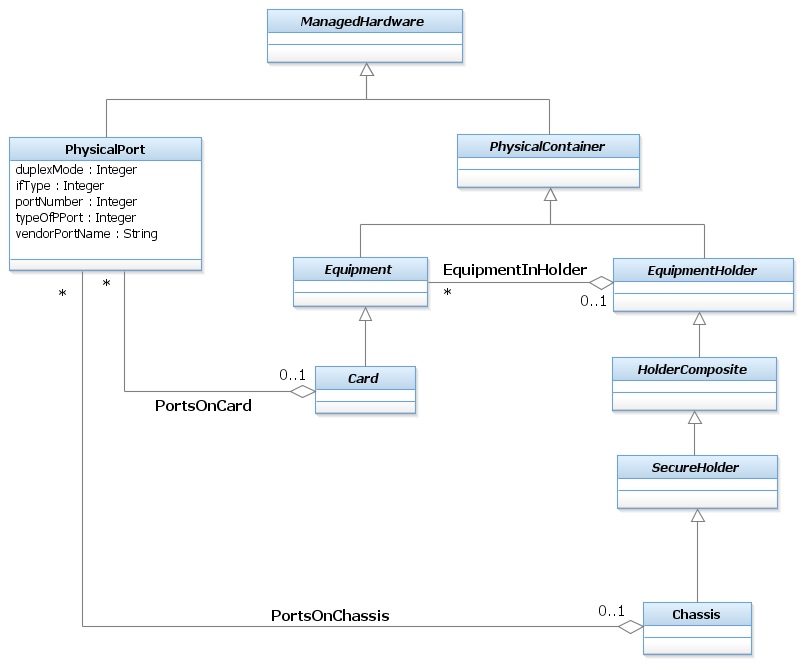 ManagedHardware
PhysicalPort
duplexMode : Integer
ifType : Integer
portNumber : Integer
typeOfPPort : Integer
vendorPortName : String
PhysicalContainer
Equipment
EquipmentInHolder
*
0..1
EquipmentHolder
*
*
0..1
Card
PortsOnCard
HolderComposite
SecureHolder
PortsOnChassis
0..1
Chassis